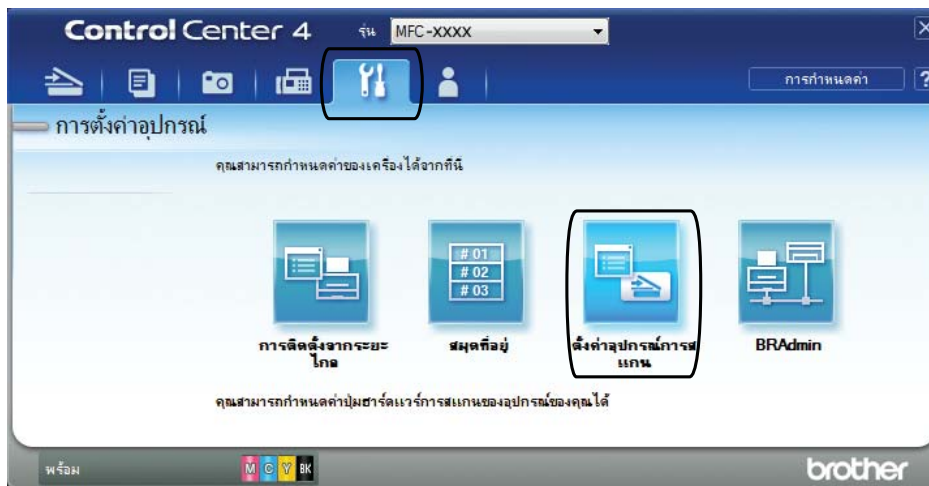 Control Center 4 รุ่น MFC-XXXX
การกำหนดค่า ?
การตั้งค่าอุปกรณ์
คุณสามารถกำหนดค่าของเครื่องได้จากที่นี่
# 01
# 02
# 03
การติดตั้งจากระยะ
ไกล
สมุดที่อยู่
ตั้งค่าอุปกรณ์การส
แกน
BRAdmin
คุณสามารถกำหนดค่าปุ่มฮาร์ดแวร์การสแกนของอุปกรณ์ของคุณได้
พร้อม M C Y BK brother